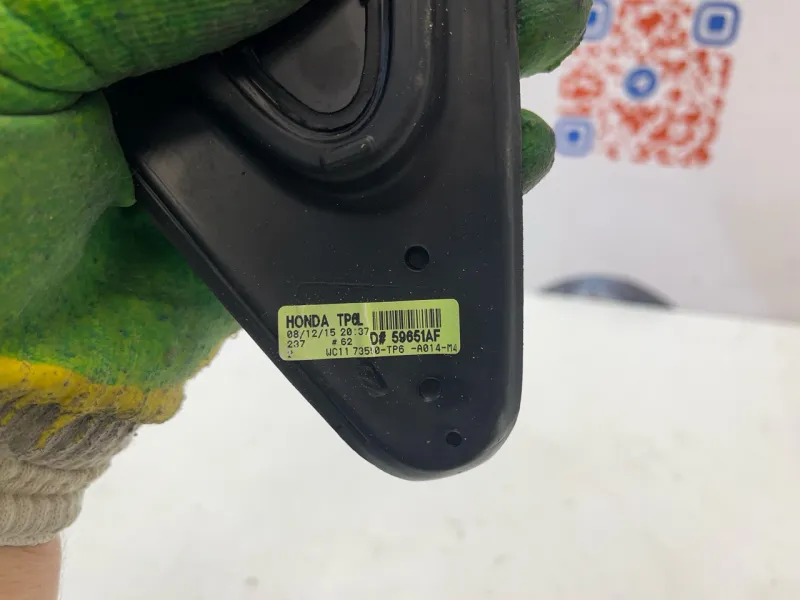 HONDA TP6L
08/12/15 20:37 D# 59651AF
237 # 62
WC11 73510-TP6 -A014-M4